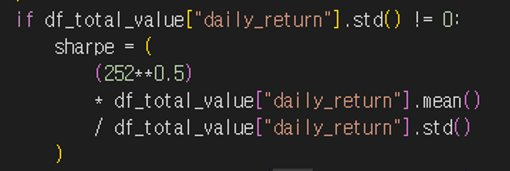 if df_total_value["daily_return"].std() != 0:
    sharpe = (
        (252**0.5)
        * df_total_value["daily_return"].mean()
        / df_total_value["daily_return"].std()
    )